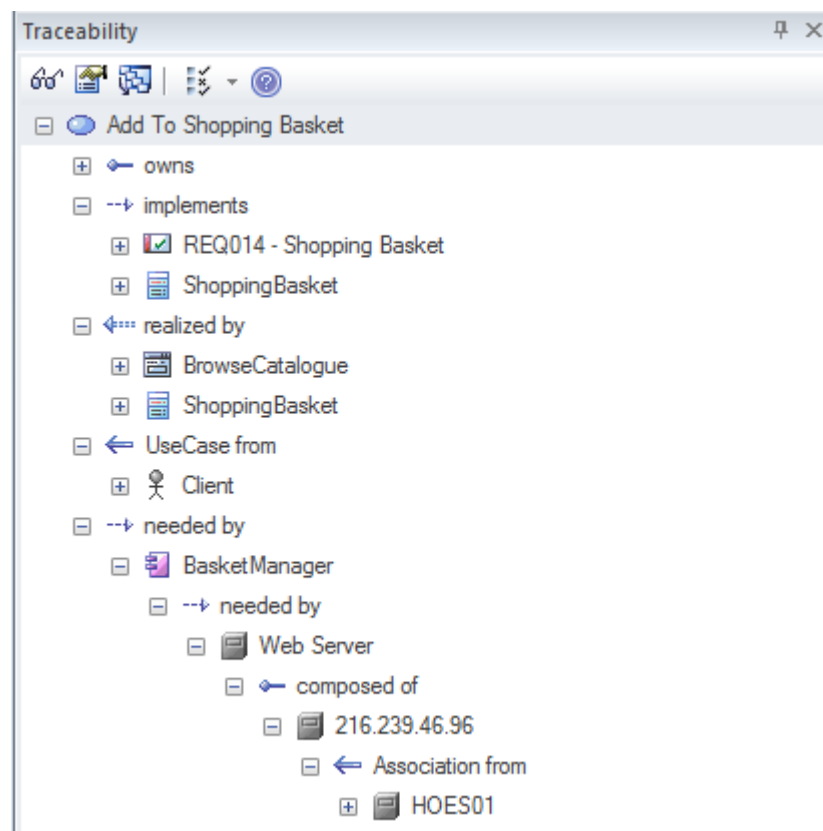 Traceability
Add To Shopping Basket
owns
implements
REQ014 - Shopping Basket
ShoppingBasket
realized by
BrowseCatalogue
ShoppingBasket
UseCase from
Client
needed by
BasketManager
needed by
Web Server
composed of
216.239.46.96
Association from
HOES01